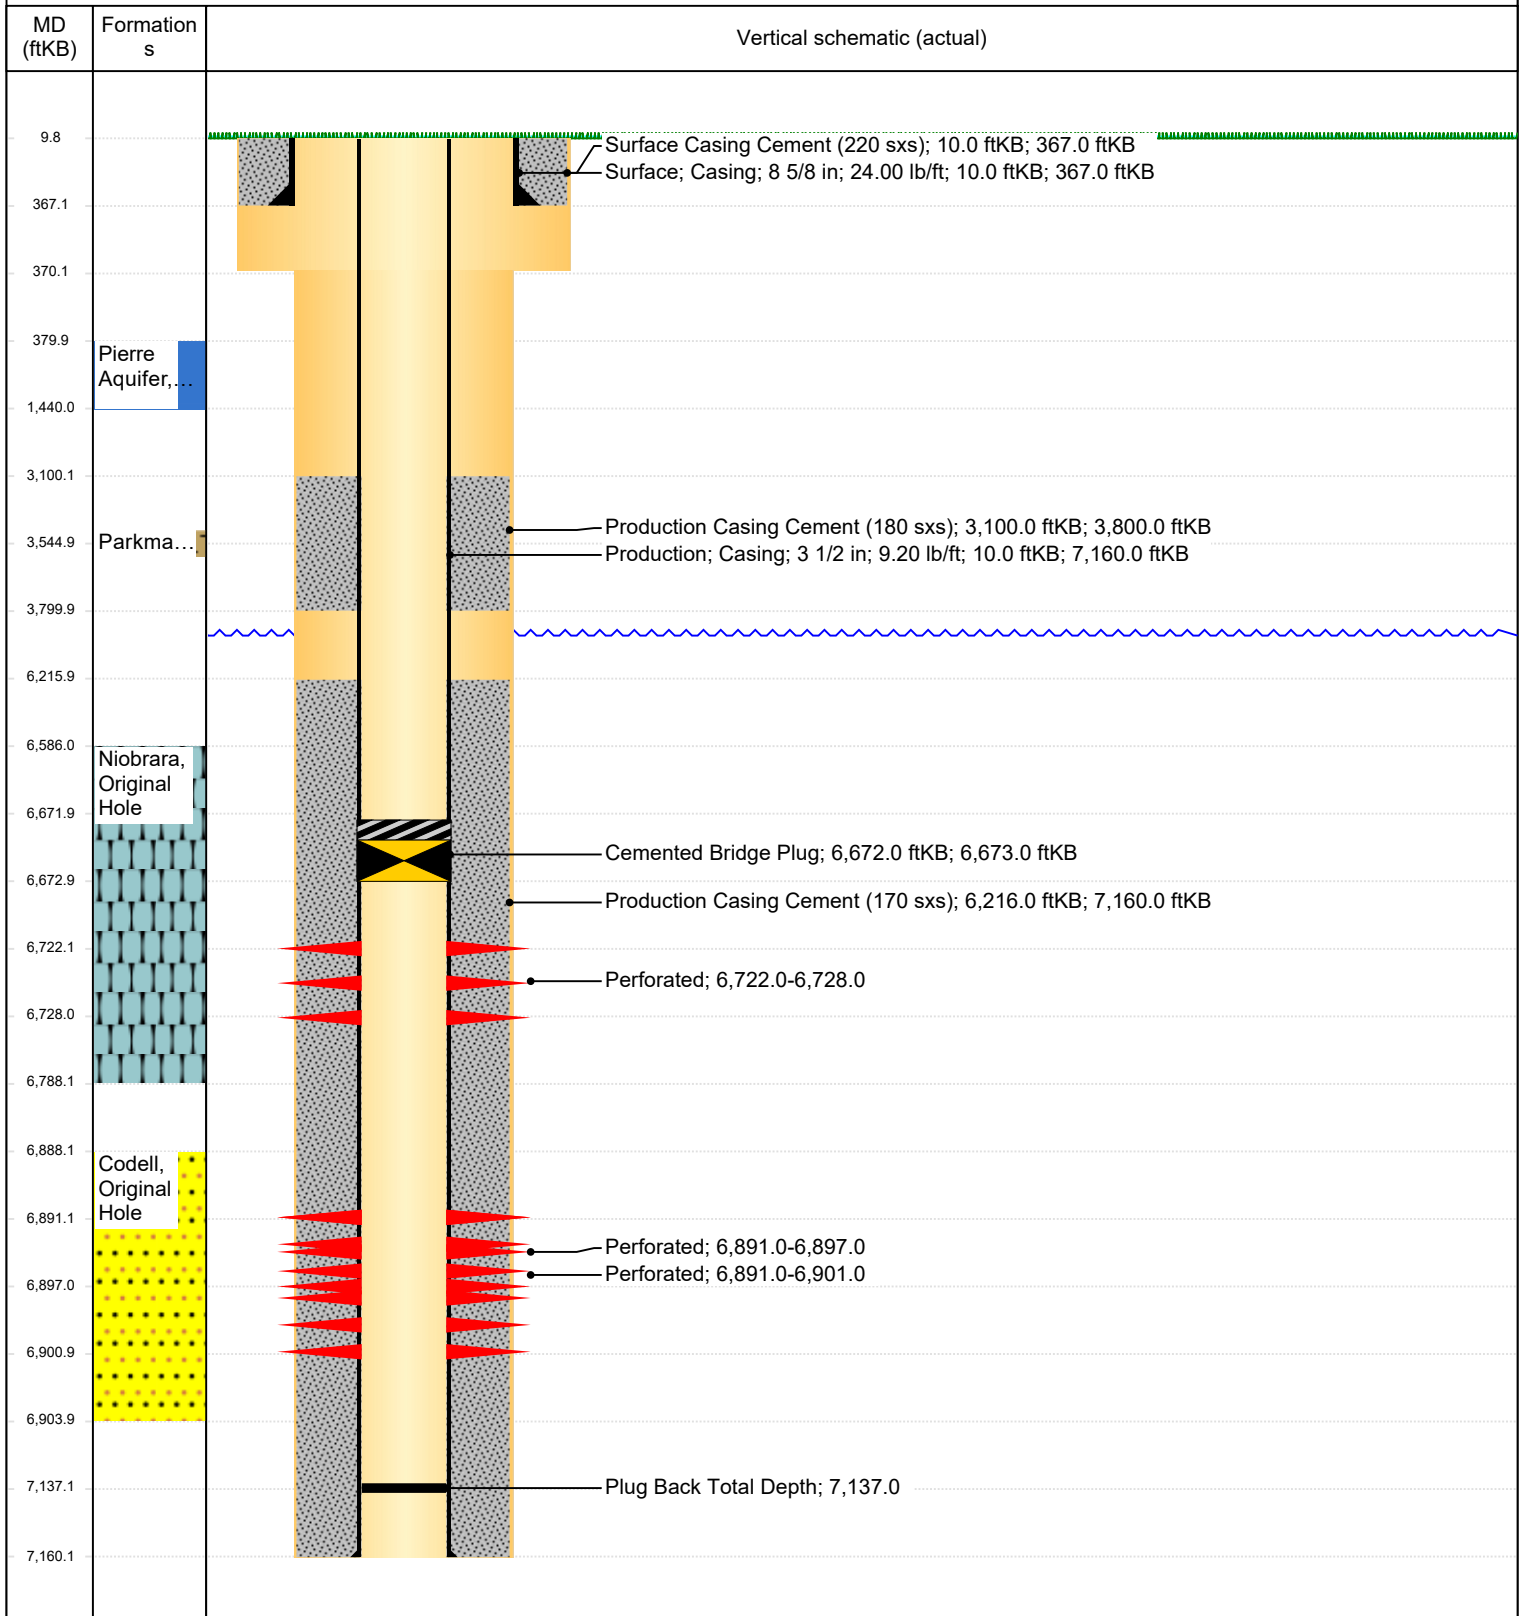 MD
(ftKB)
Formation
s
Vertical schematic (actual)
9.8
Surface Casing Cement (220 sxs); 10.0 ftKB; 367.0 ftKB
Surface; Casing; 8 5/8 in; 24.00 lb/ft; 10.0 ftKB; 367.0 ftKB
367.1
370.1
379.9
Pierre
Aquifer,...
1,440.0
3,100.1
Production Casing Cement (180 sxs); 3,100.0 ftKB; 3,800.0 ftKB
3,544.9
Parkma...
Production; Casing; 3 1/2 in; 9.20 lb/ft; 10.0 ftKB; 7,160.0 ftKB
3,799.9
6,215.9
6,586.0
Niobrara,
Original
Hole
6,671.9
Cemented Bridge Plug; 6,672.0 ftKB; 6,673.0 ftKB
6,672.9
Production Casing Cement (170 sxs); 6,216.0 ftKB; 7,160.0 ftKB
6,722.1
Perforated; 6,722.0-6,728.0
6,728.0
6,788.1
6,888.1
Codell,
Original
Hole
6,891.1
Perforated; 6,891.0-6,897.0
Perforated; 6,891.0-6,901.0
6,897.0
6,900.9
6,903.9
7,137.1
Plug Back Total Depth; 7,137.0
7,160.1